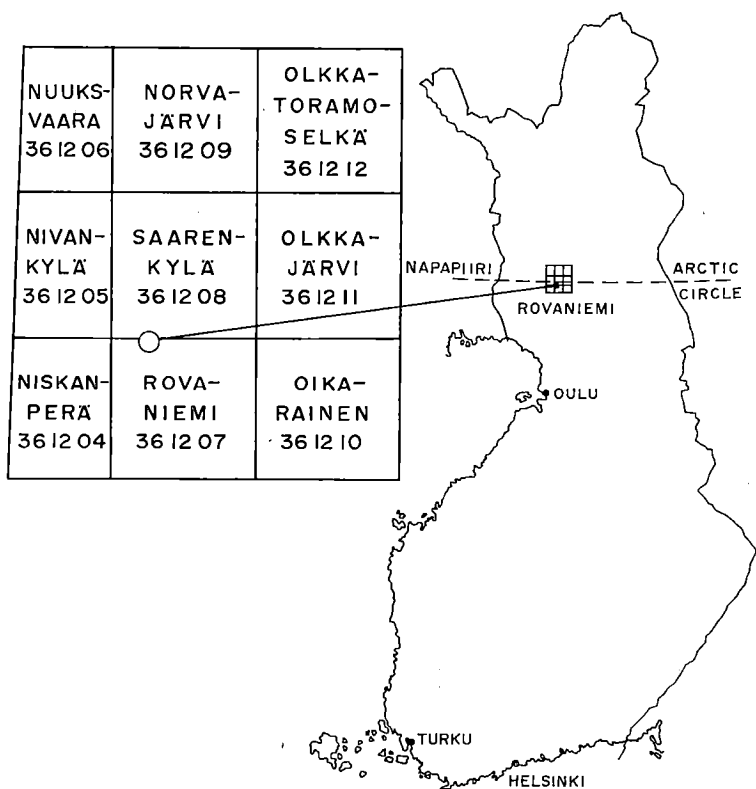 NUUKS-
VAARA
36 12 06
NORVA-
JÄRVI
36 12 09
OLKKA-
TORAMO-
SELKÄ
36 12 12
NIVAN-
KYLÄ
36 12 05
SAAREN-
KYLÄ
36 12 08
OLKKA-
JÄRVI
36 12 11
NISKAN-
PERÄ
36 12 04
ROVA-
NIEMI
36 12 07
OIKA-
RAINEN
36 12 10
NAPAPIIRI
ARCTIC
CIRCLE
ROVANIEMI
OULU
TURKU
HELSINKI